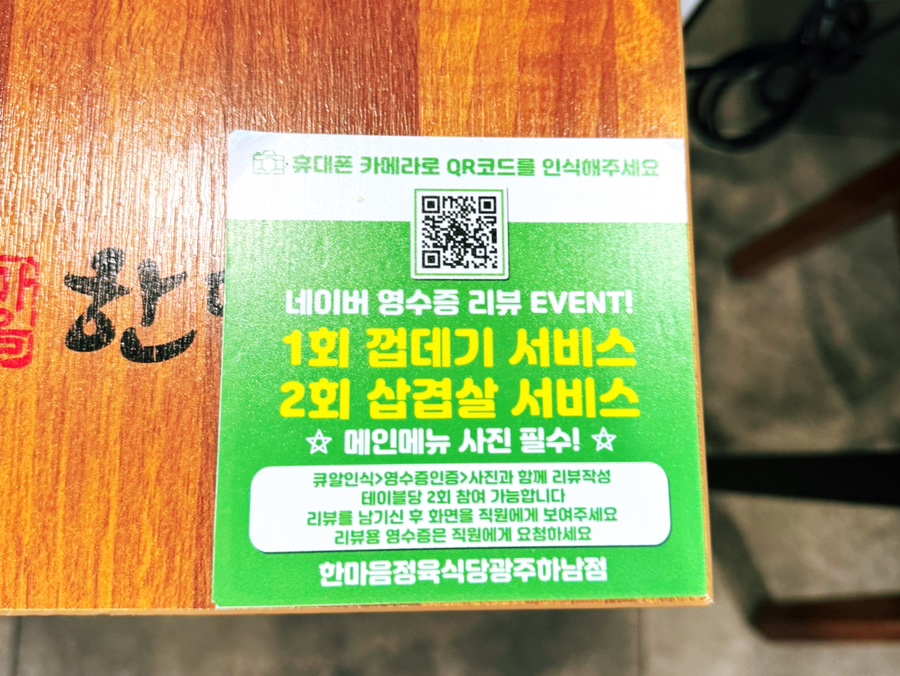 휴대폰 카메라로 QR코드를 인식해주세요
네이버 영수증 리뷰 EVENT!
1회 껍데기 서비스
2회 삼겹살 서비스
☆ 메인메뉴 사진 필수! ☆
큐알인식>영수증인증>사진과 함께 리뷰작성
테이블당 2회 참여 가능합니다
리뷰를 남기신 후 화면을 직원에게 보여주세요
리뷰용 영수증은 직원에게 요청하세요
한마음정육식당광주하남점
한